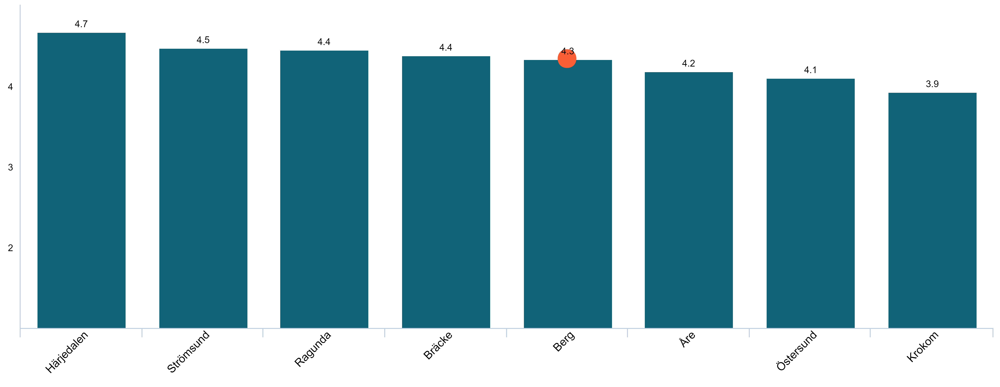 4.7
4.5
4.4
4.4
4.3
4.2
4.1
3.9
4
3
2
Härjedalen
Strömsund
Ragunda
Bräcke
Berg
Åre
Östersund
Krokom